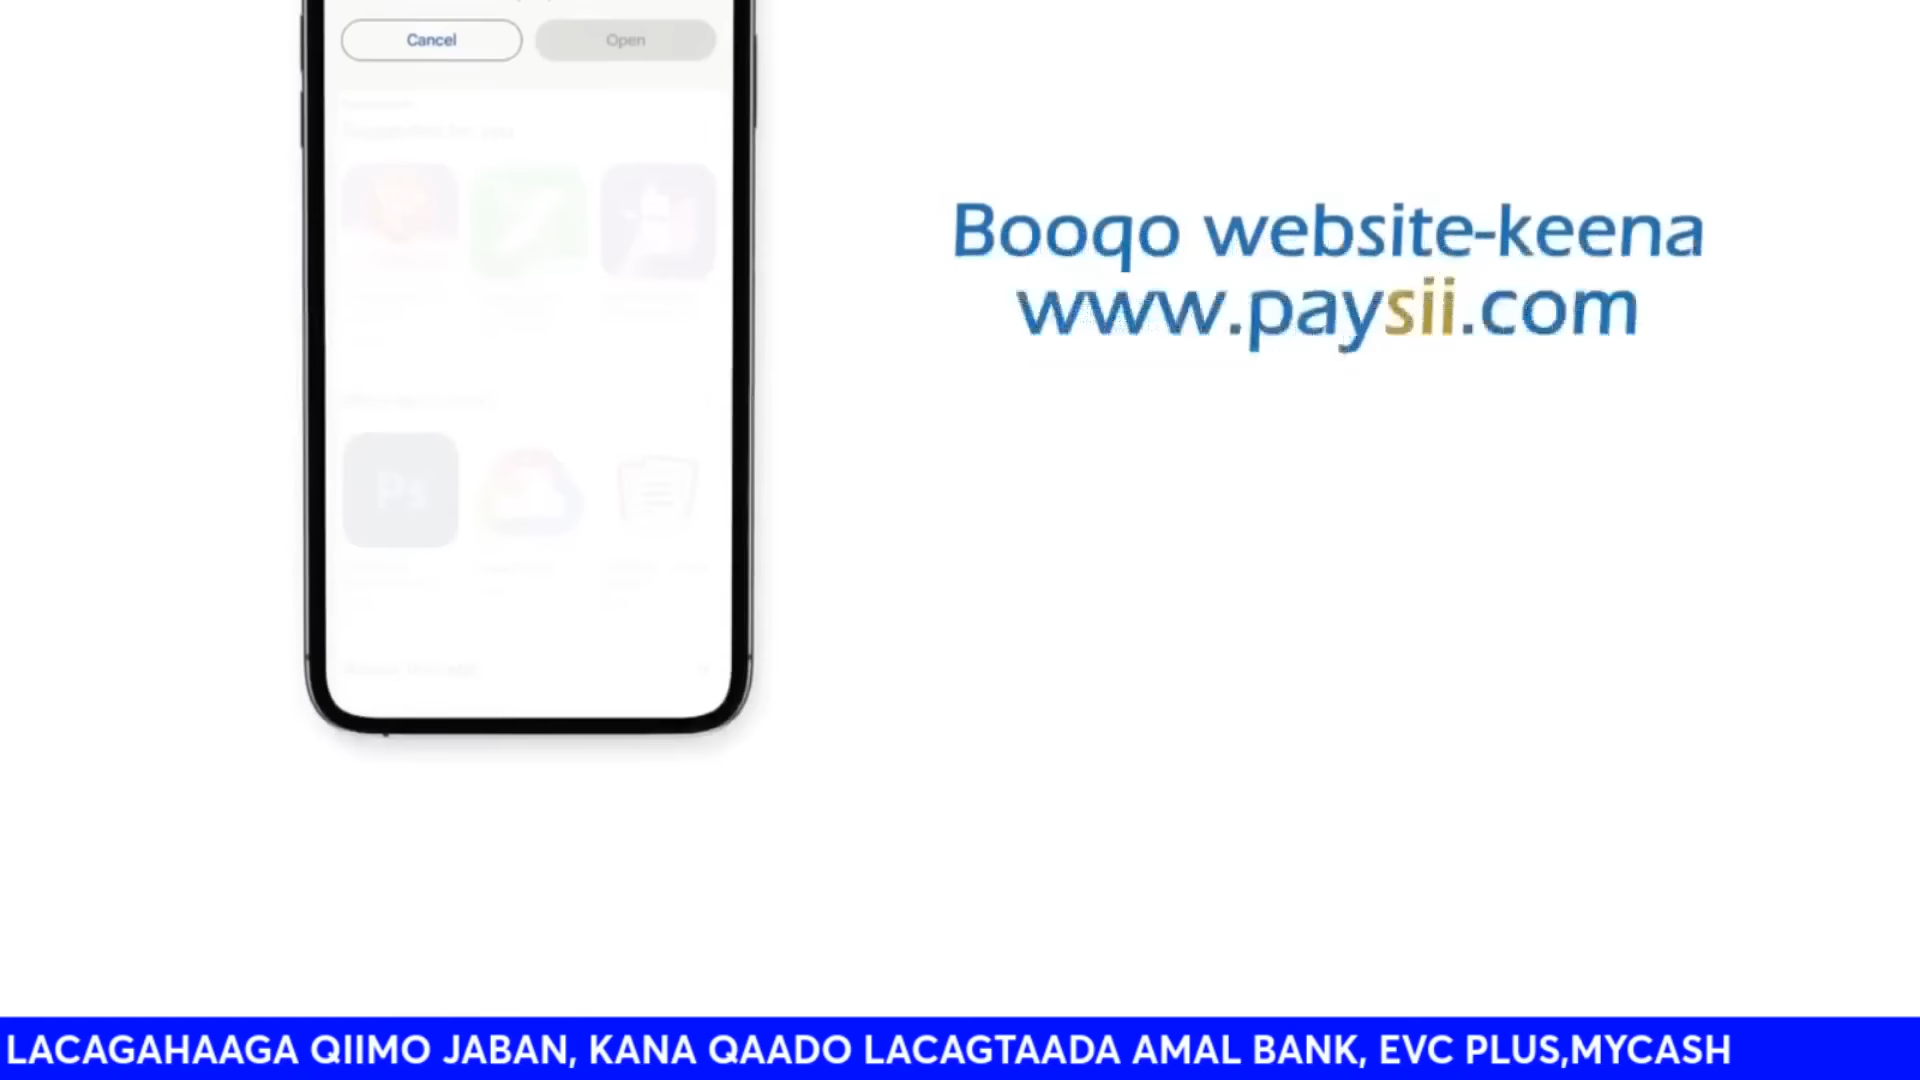 Cancel
Open
Booqo website-keena
www.paysii.com
Ps
LACAGAHAAGA QIIMO JABAN, KANA QAADO LACAGTAADA AMAL BANK, EVC PLUS,MYCASH